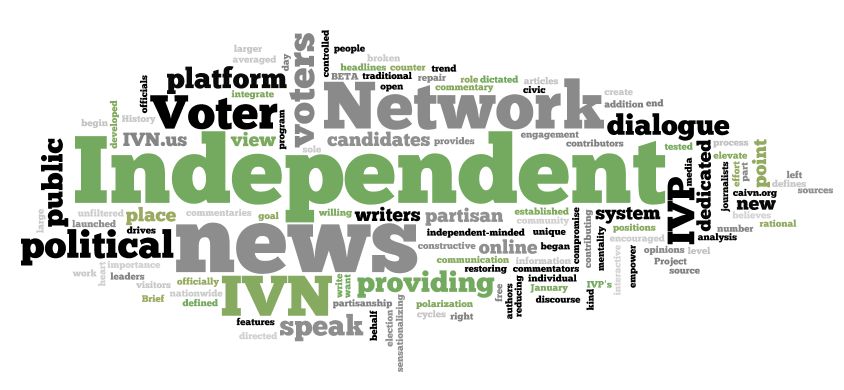 larger
averaged
day
voters
controlled
people
broken
headlines counter trend
BETA traditional repair
open
role dictated articles
commentary civic
create
addition end
platform
officials
integrate
Voter
Network
dialogue
developed
begin
History
IVN.us
view
program
sole
candidates
provides
engagement
contributors
tested
process
elevate
public
Independent
IVP
media
dedicated
journalists
effort
part
point
caivn.org
left
defines
new
sources
large
unfiltered
launched
place
drives
commentaries
goal
willing
writers
partisan
established
community
independent-minded
unique
compromise
contributing
mentality
system
positions
encouraged
number
believes
rational
analysis
political
news
constructive
online
began
communication
information
restoring
commentators
individual
interactive
empower
opinions
level
Project
source
work
heart
importance
leaders
visitors
officially
nationwide
Brief
defined
IVN
write
want
providing
partisanship
polarization
free
authors
reducing
January
discourse
kind
IVP's
features
directed
speak
behalf
election
sensationalizing
cycles
right